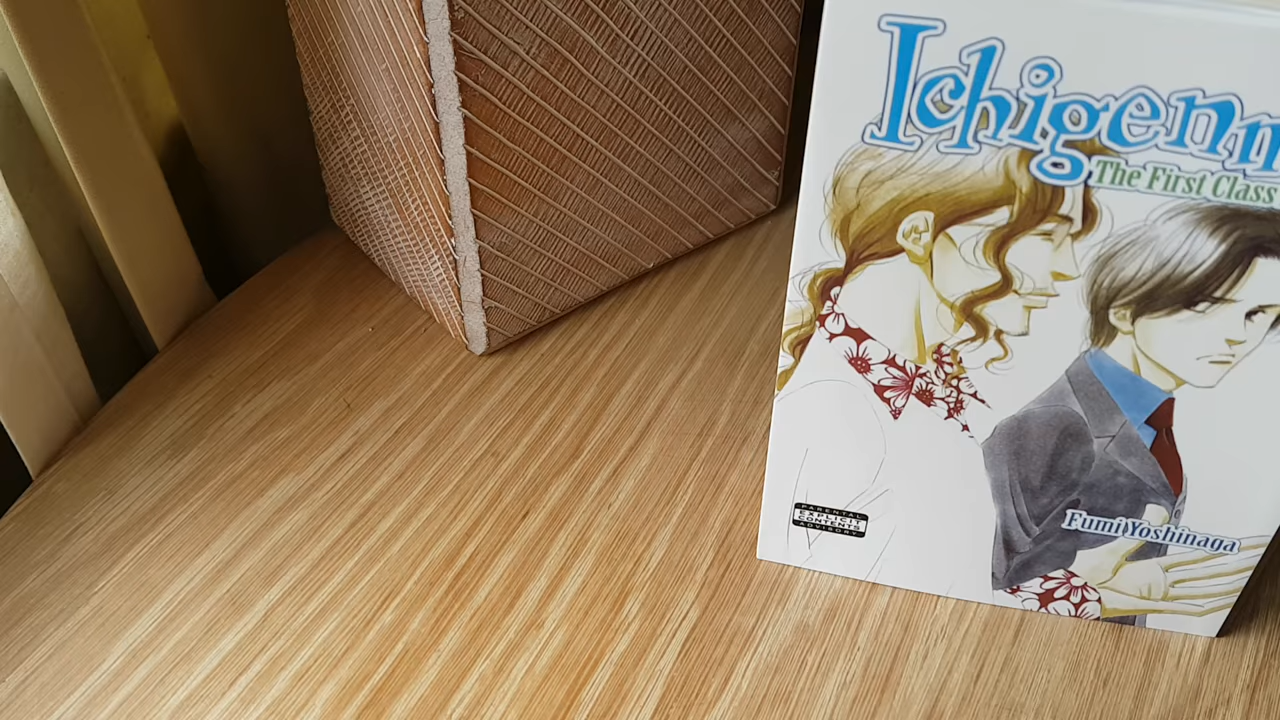 Ichigenm
The First Class
PARENTAL
EXPLICIT
CONTENTS
ADVISORY
Fumi Yoshinaga